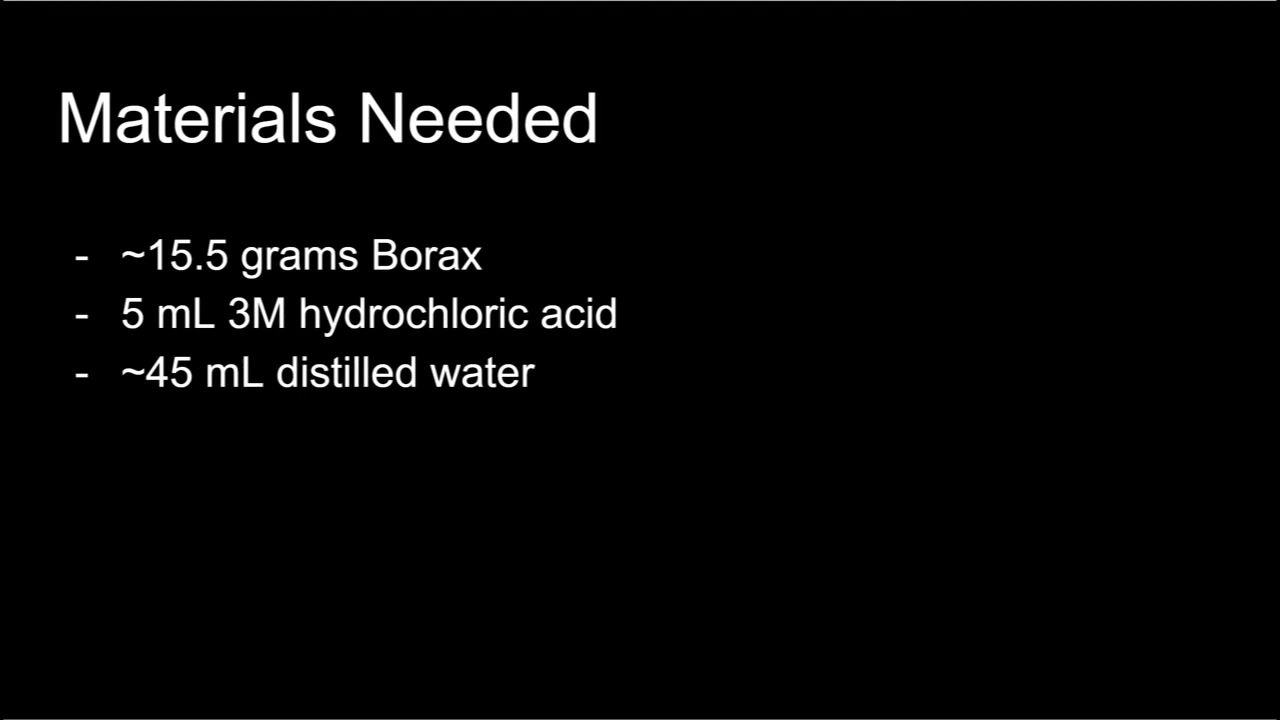 Materials Needed
- ~15.5 grams Borax
- 5 mL 3M hydrochloric acid
- ~45 mL distilled water